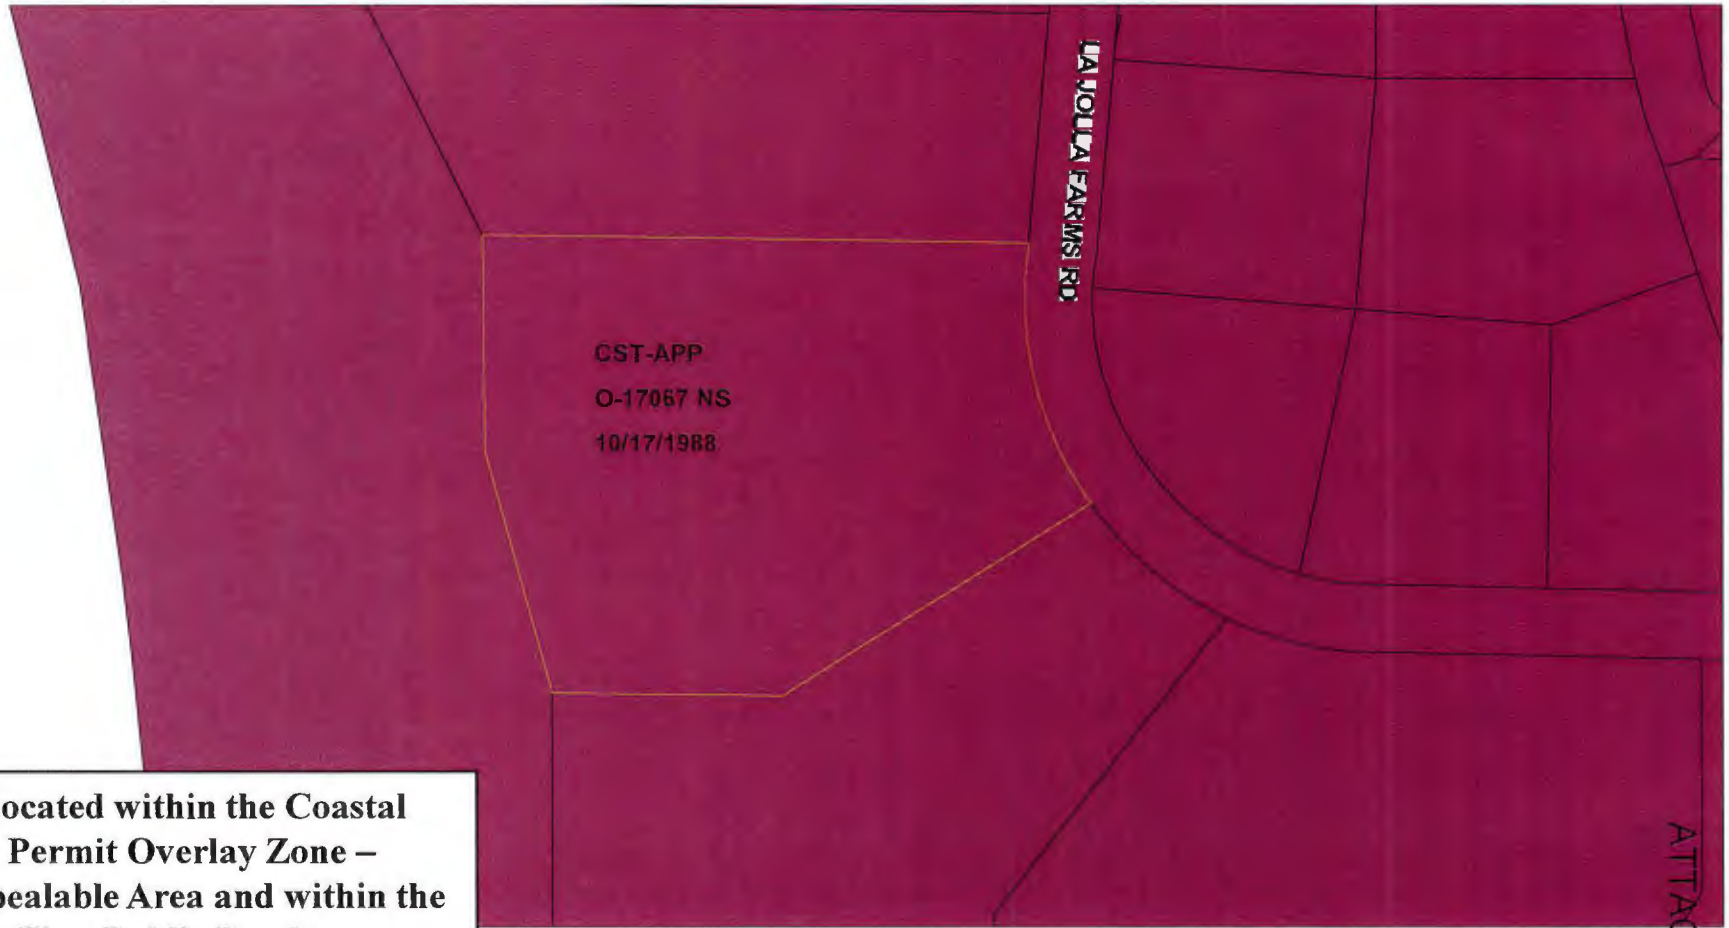 LA JOLLA FARMS RD
CST-APP
O-17067 NS
10/17/1988
ocated within the Coastal
Permit Overlay Zone –
pealable Area and within the
ATTAC